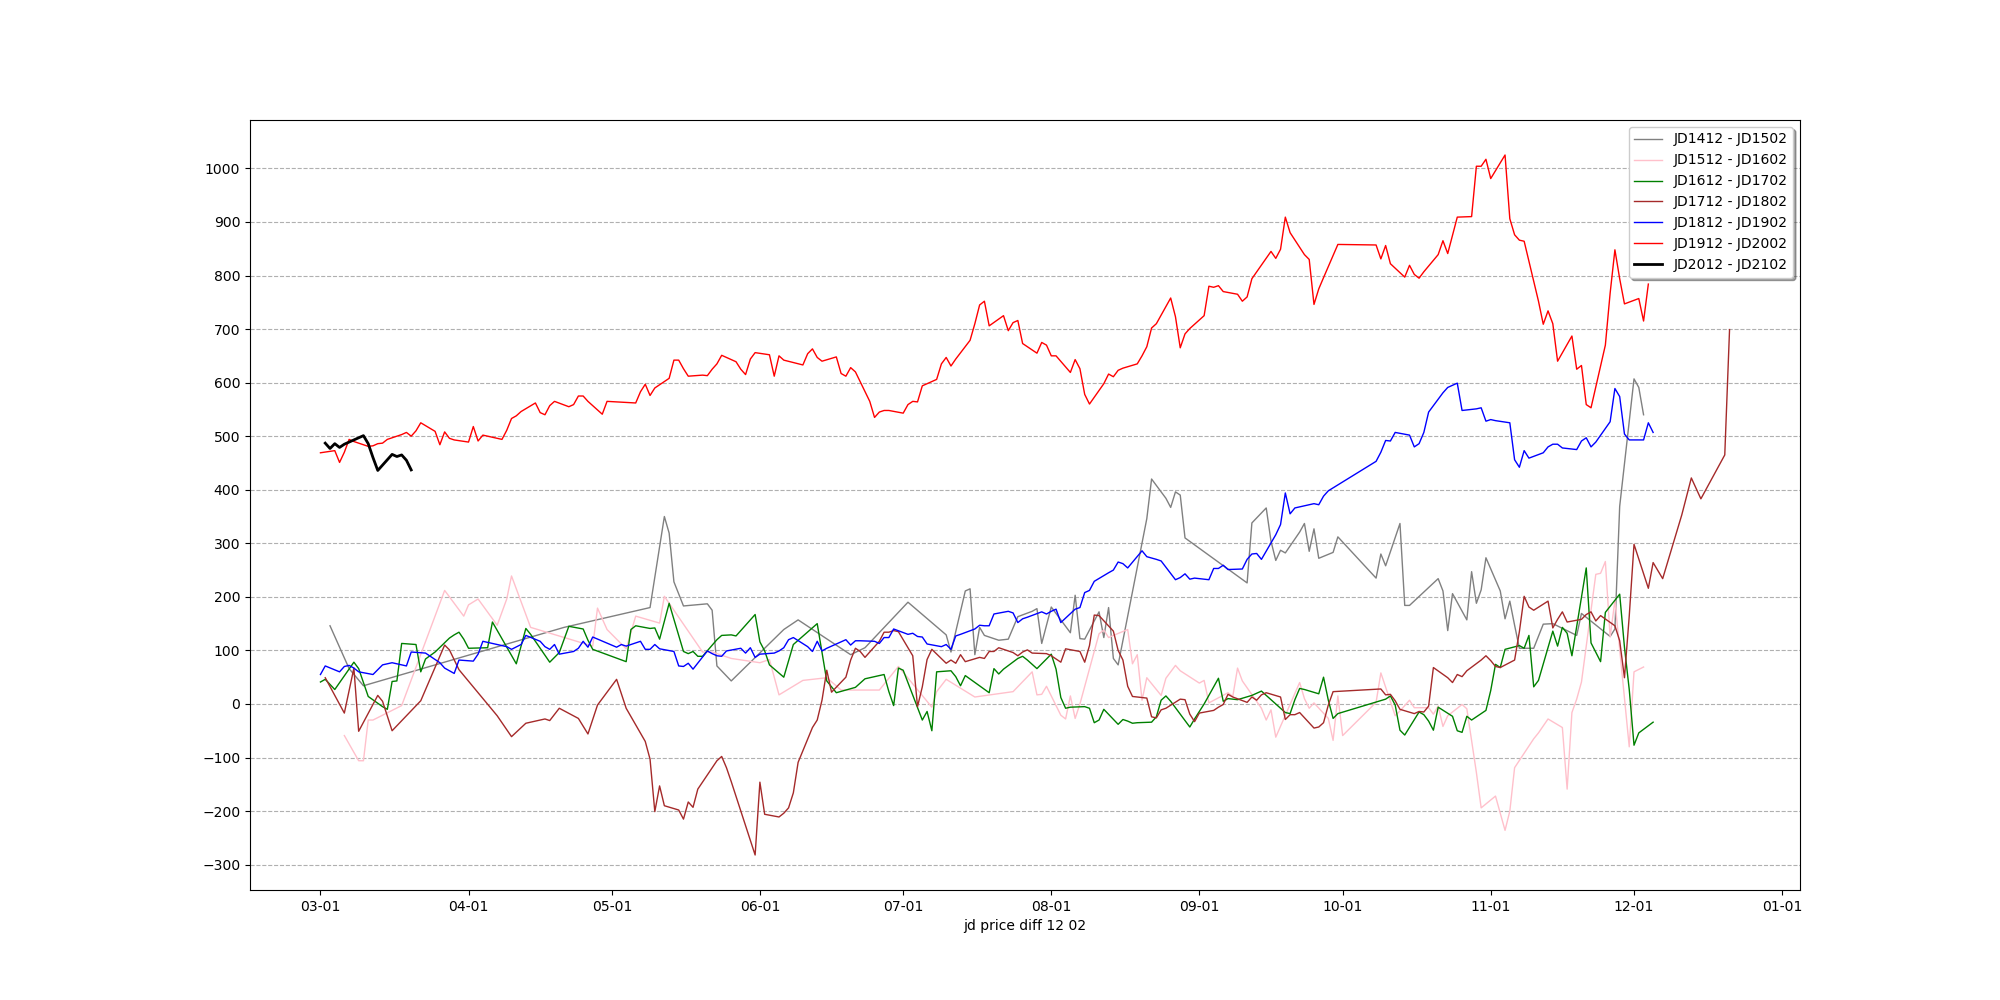 JD1412 - JD1502
JD1512 - JD1602
JD1612 - JD1702
JD1712 - JD1802
JD1812 - JD1902
JD1912 - JD2002
JD2012 - JD2102
1000
900
800
700
600
500
400
300
200
100
0
−100
−200
−300
03-01 04-01 05-01 06-01 07-01 08-01 09-01 10-01 11-01 12-01 01-01
jd price diff 12 02